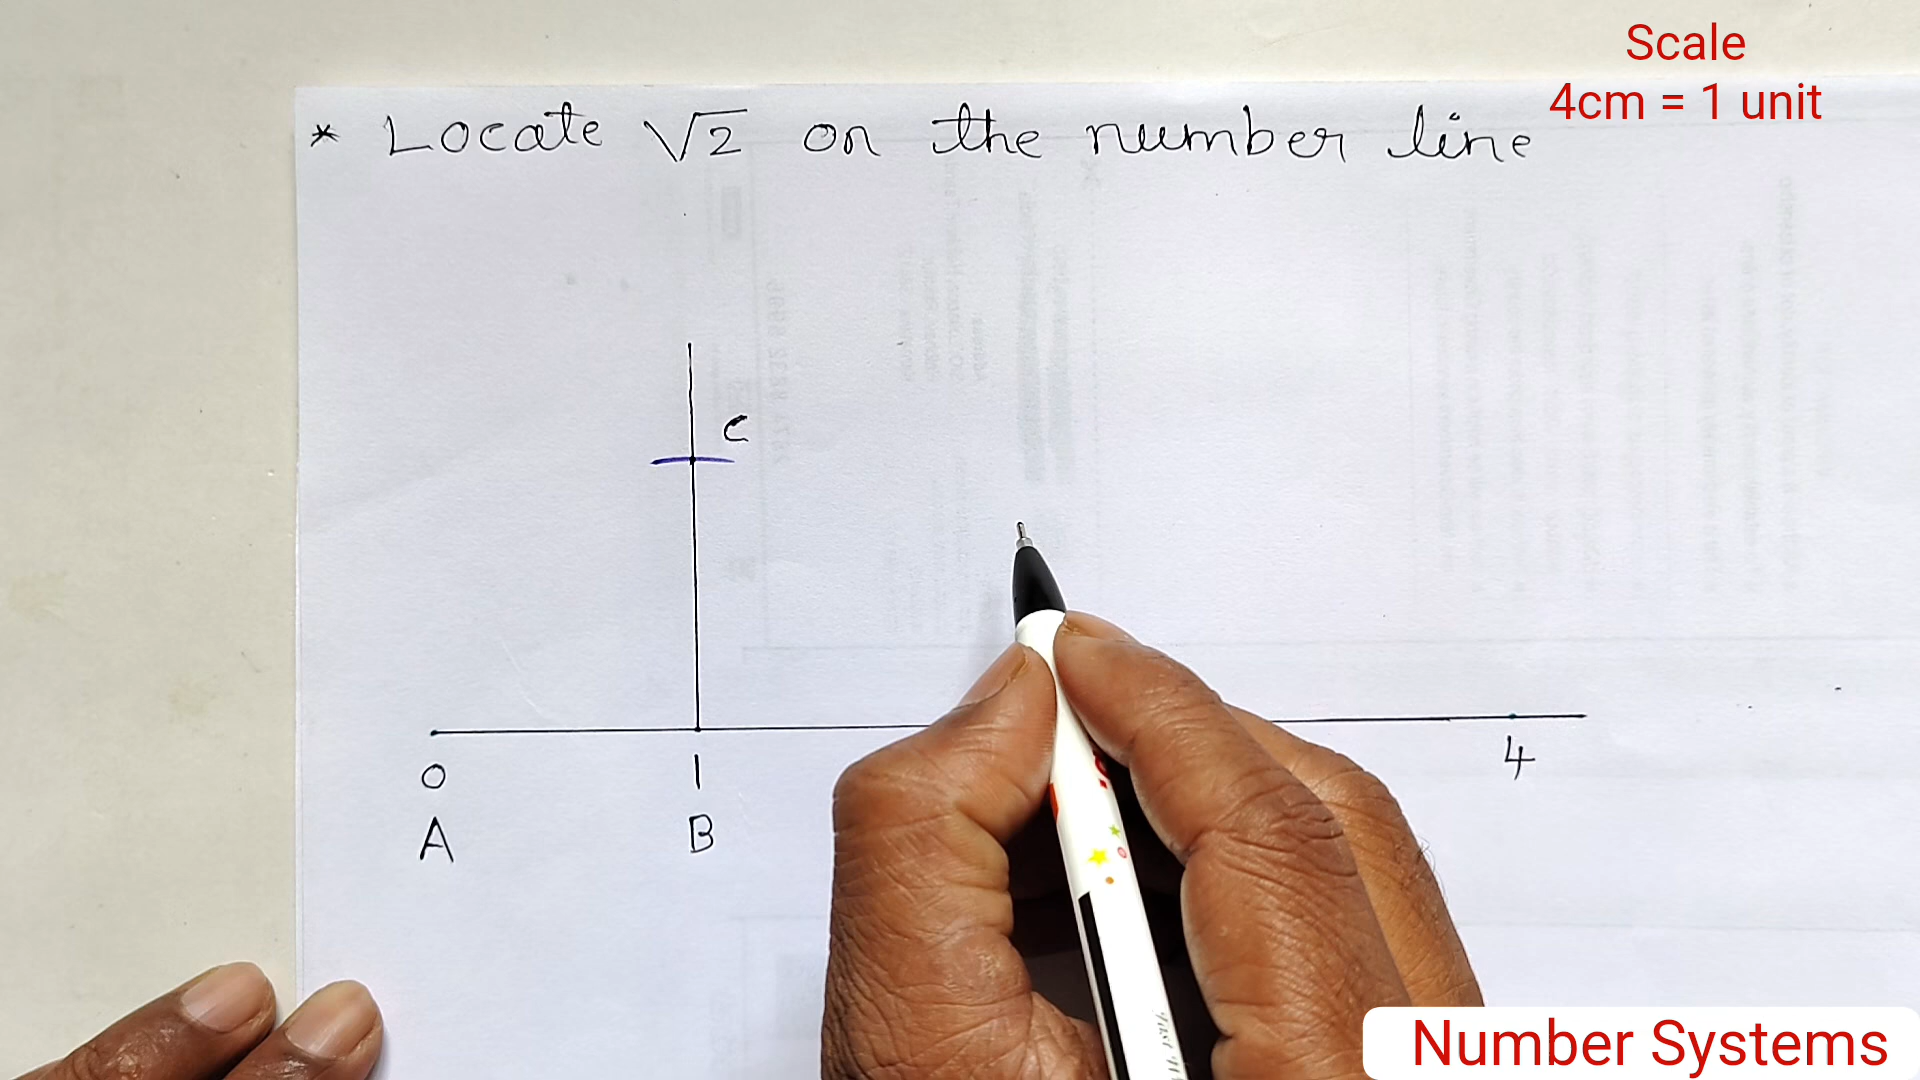 Scale
4cm = 1 unit
* Locate √2 on the number line
C
0 1 4
A B
Number Systems